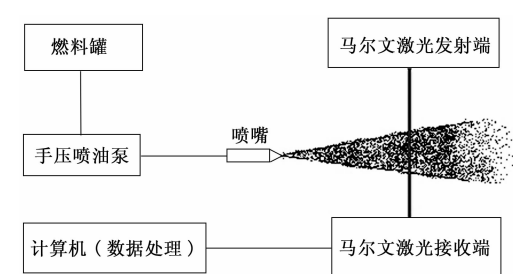 燃料罐
马尔文激光发射端
喷嘴
手压喷油泵
计算机(数据处理)
马尔文激光接收端